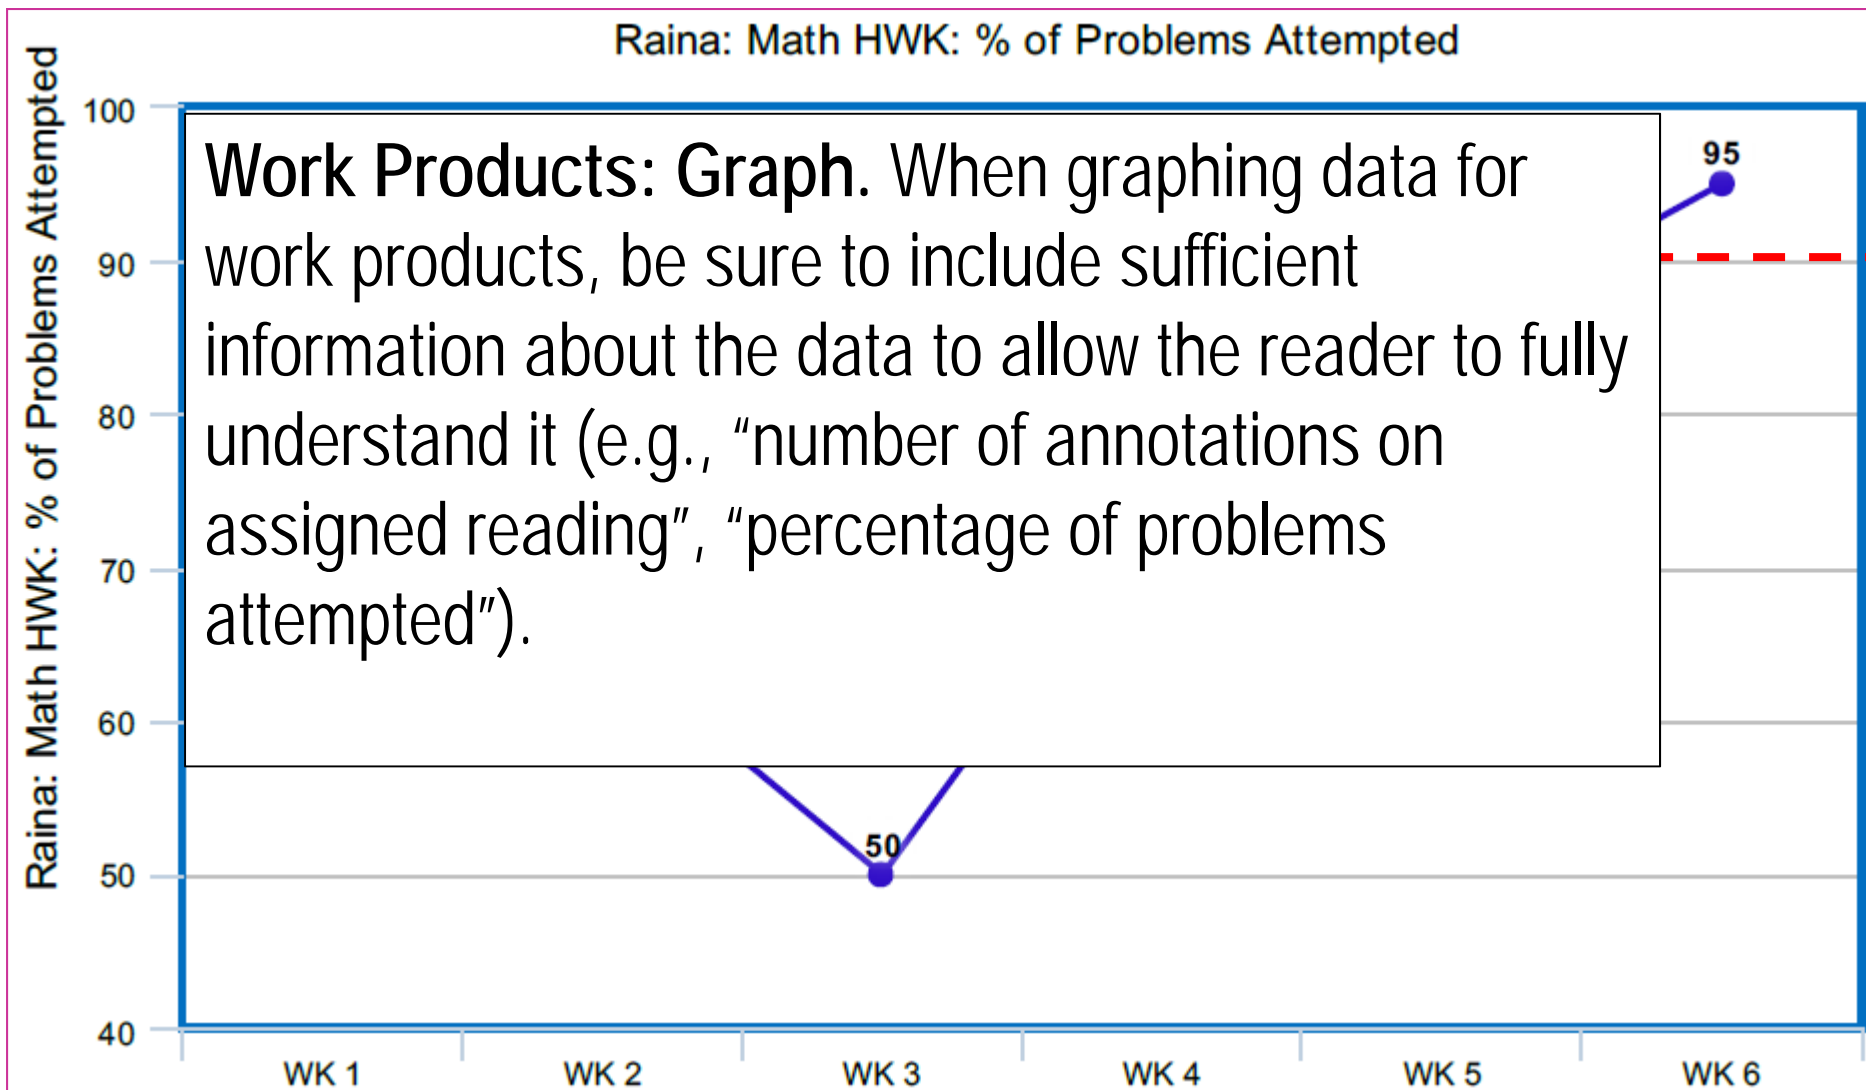 Raina: Math HWK: % of Problems Attempted
Raina: Math HWK: % of Problems Attempted
100
90
80
70
60
50
40
Work Products: Graph. When graphing data for
work products, be sure to include sufficient
information about the data to allow the reader to fully
understand it (e.g., “number of annotations on
assigned reading”, “percentage of problems
attempted”).
95
50
WK 1
WK 2
WK 3
WK 4
WK 5
WK 6